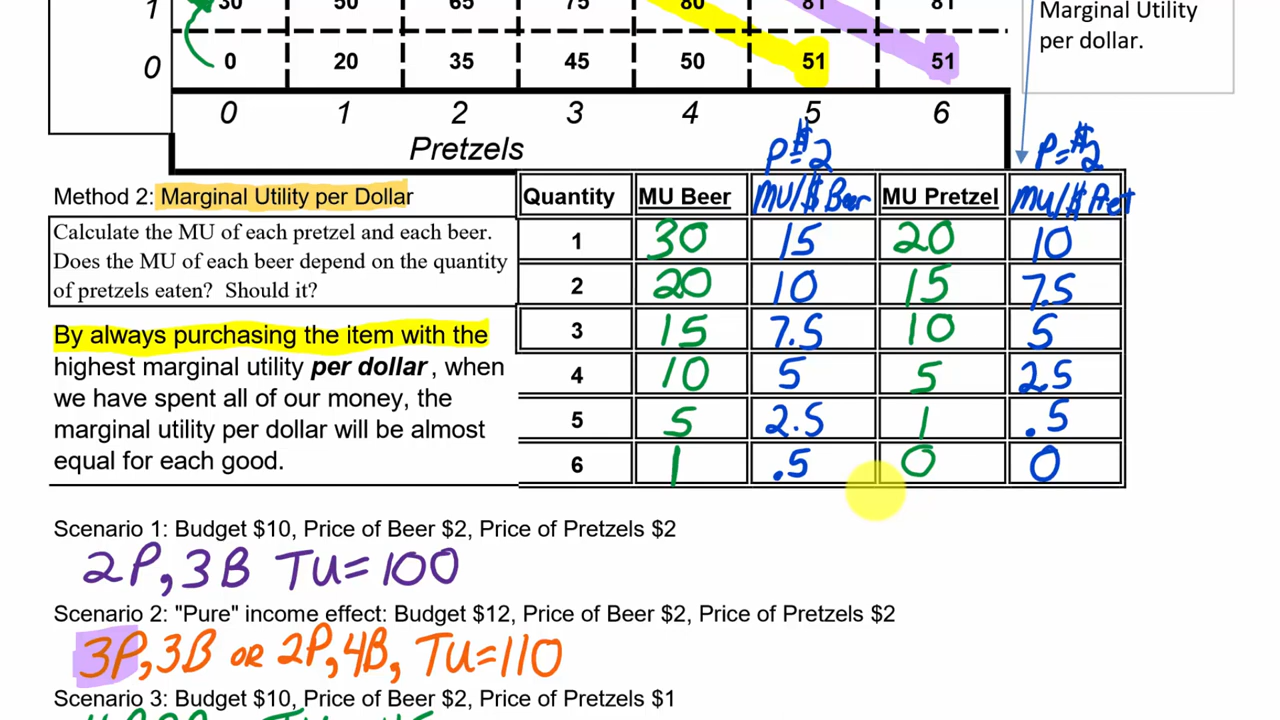 1 30 50 65 75 80 81 81
0 0 20 35 45 50 51 51
0 1 2 3 4 5 6
Pretzels
Marginal Utility
per dollar.
P=$2 P=$2
Method 2: Marginal Utility per Dollar
Calculate the MU of each pretzel and each beer.
Does the MU of each beer depend on the quantity
of pretzels eaten? Should it?
By always purchasing the item with the
highest marginal utility per dollar, when
we have spent all of our money, the
marginal utility per dollar will be almost
equal for each good.
Quantity MU Beer MU/$ Beer MU Pretzel MU/$ Pret
1 30 15 20 10
2 20 10 15 7.5
3 15 7.5 10 5
4 10 5 5 2.5
5 5 2.5 1 .5
6 1 .5 0 0
Scenario 1: Budget $10, Price of Beer $2, Price of Pretzels $2
2P, 3B TU=100
Scenario 2: "Pure" income effect: Budget $12, Price of Beer $2, Price of Pretzels $2
3P, 3B OR 2P, 4B, TU=110
Scenario 3: Budget $10, Price of Beer $2, Price of Pretzels $1